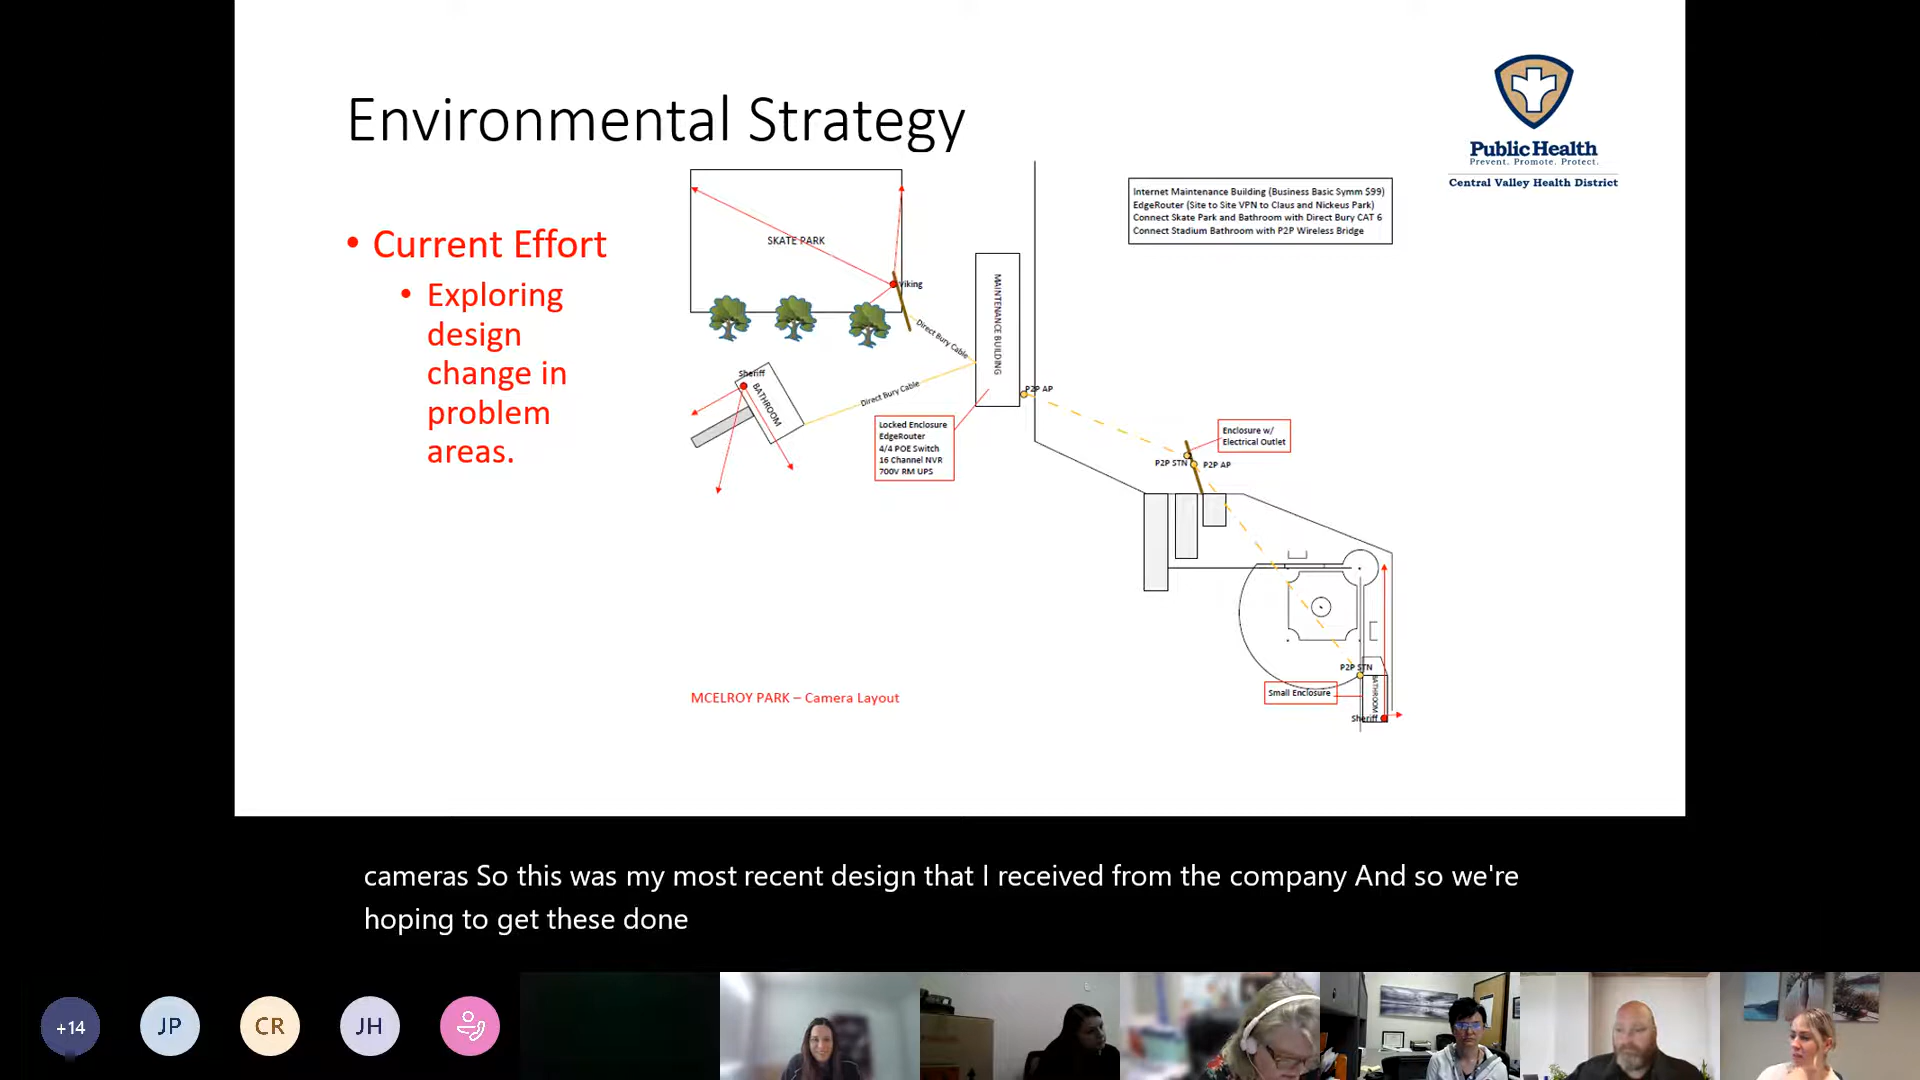 Environmental Strategy
Public Health
Prevent. Promote. Protect.
Central Valley Health District
• Current Effort
• Exploring
design
change in
problem
areas.
Internet Maintenance Building (Business Basic Symm $99)
EdgeRouter (Site to Site VPN to Claus and Nickeus Park)
Connect Skate Park and Bathroom with Direct Bury CAT 6
Connect Stadium Bathroom with P2P Wireless Bridge
SKATE PARK
Viking
MAINTENANCE BUILDING
Direct Bury Cable
Sheriff
BATHROOM
Direct Bury Cable
P2P AP
Locked Enclosure
EdgeRouter
4/4 POE Switch
16 Channel NVR
700V RM UPS
Enclosure w/
Electrical Outlet
P2P STN
P2P AP
P2P STN
Small Enclosure
BATHROOM
Sheriff
MCELROY PARK – Camera Layout
cameras So this was my most recent design that I received from the company And so we're
hoping to get these done
+14
JP
CR
JH